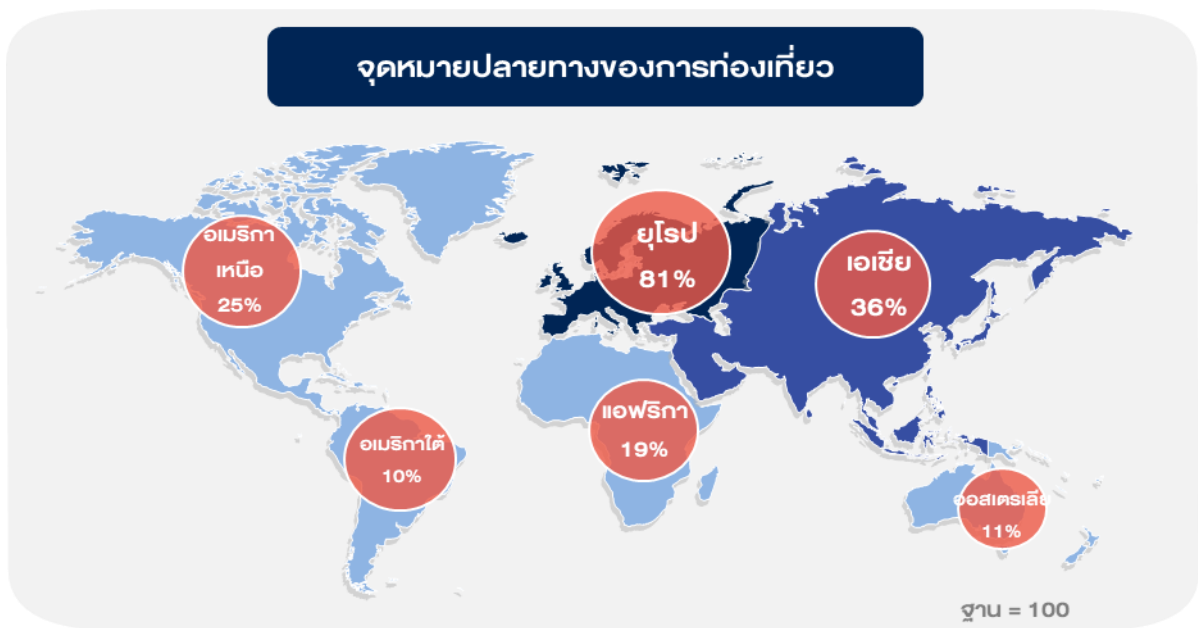 จุดหมายปลายทางของการท่องเที่ยว
อเมริกา
เหนือ
25%
ยุโรป
81%
เอเชีย
36%
อเมริกาใต้
10%
แอฟริกา
19%
ออสเตรเลีย
11%
ฐาน = 100